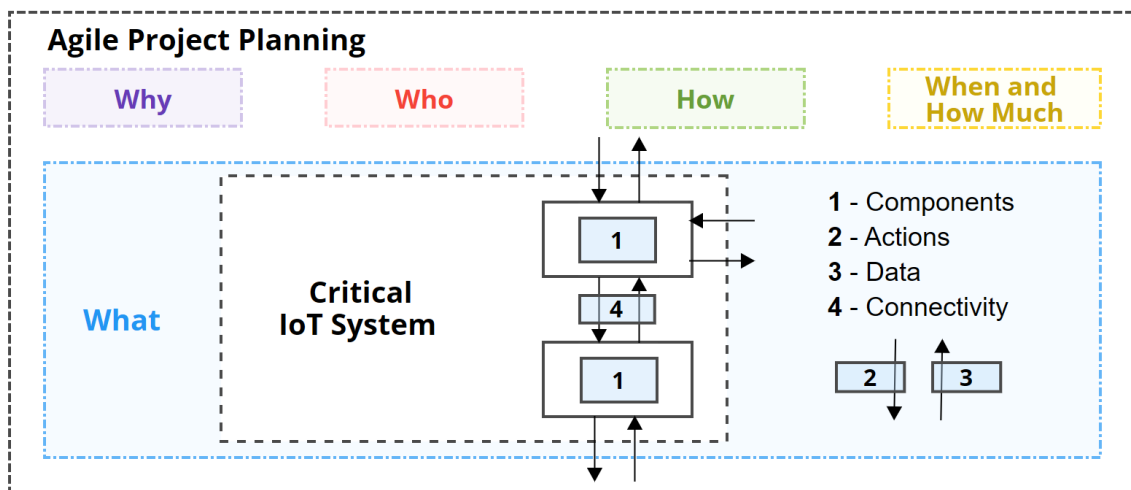 Agile Project Planning
Why
Who
How
When and
How Much
What
Critical
IoT System
1
4
1
1 - Components
2 - Actions
3 - Data
4 - Connectivity
2
3